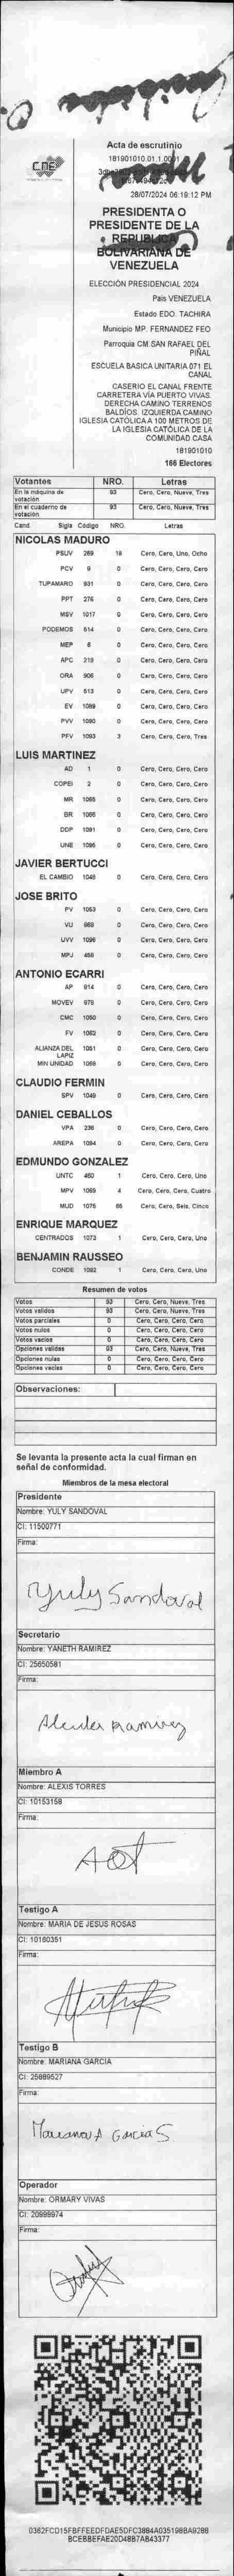 Acta de escrutinio
181901010.01.1.0001
CNE
28/07/2024 06:19:12 PM
PRESIDENTA O
PRESIDENTE DE LA
REPUBLICA
BOLIVARIANA DE
VENEZUELA
ELECCIÓN PRESIDENCIAL 2024
País VENEZUELA
Estado EDO. TACHIRA
Municipio MP. FERNANDEZ FEO
Parroquia CM.SAN RAFAEL DEL
PIÑAL
ESCUELA BASICA UNITARIA 071 EL
CANAL
CASERIO EL CANAL FRENTE
CARRETERA VÍA PUERTO VIVAS.
DERECHA CAMINO TERRENOS
BALDÍOS. IZQUIERDA CAMINO
IGLESIA CATÓLICA A 100 METROS DE
LA IGLESIA CATÓLICA DE LA
COMUNIDAD CASA
181901010
166 Electores
Votantes NRO. Letras
En la máquina de votación 93 Cero, Cero, Nueve, Tres
En el cuaderno de votación 93 Cero, Cero, Nueve, Tres
Cand. Sigla Código NRO. Letras
NICOLAS MADURO
PSUV 269 18 Cero, Cero, Uno, Ocho
PCV 9 0 Cero, Cero, Cero, Cero
TUPAMARO 931 0 Cero, Cero, Cero, Cero
PPT 276 0 Cero, Cero, Cero, Cero
MSV 1017 0 Cero, Cero, Cero, Cero
PODEMOS 614 0 Cero, Cero, Cero, Cero
MEP 6 0 Cero, Cero, Cero, Cero
APC 219 0 Cero, Cero, Cero, Cero
ORA 906 0 Cero, Cero, Cero, Cero
UPV 513 0 Cero, Cero, Cero, Cero
EV 1089 0 Cero, Cero, Cero, Cero
PVV 1090 0 Cero, Cero, Cero, Cero
PFV 1093 3 Cero, Cero, Cero, Tres
LUIS MARTINEZ
AD 1 0 Cero, Cero, Cero, Cero
COPEI 2 0 Cero, Cero, Cero, Cero
MR 1065 0 Cero, Cero, Cero, Cero
BR 1066 0 Cero, Cero, Cero, Cero
DDP 1091 0 Cero, Cero, Cero, Cero
UNE 1095 0 Cero, Cero, Cero, Cero
JAVIER BERTUCCI
EL CAMBIO 1048 0 Cero, Cero, Cero, Cero
JOSE BRITO
PV 1053 0 Cero, Cero, Cero, Cero
VU 968 0 Cero, Cero, Cero, Cero
UVV 1096 0 Cero, Cero, Cero, Cero
MPJ 458 0 Cero, Cero, Cero, Cero
ANTONIO ECARRI
AP 914 0 Cero, Cero, Cero, Cero
MOVEV 979 0 Cero, Cero, Cero, Cero
CMC 1050 0 Cero, Cero, Cero, Cero
FV 1062 0 Cero, Cero, Cero, Cero
ALIANZA DEL LAPIZ 1051 0 Cero, Cero, Cero, Cero
MIN UNIDAD 1068 0 Cero, Cero, Cero, Cero
CLAUDIO FERMIN
SPV 1049 0 Cero, Cero, Cero, Cero
DANIEL CEBALLOS
VPA 236 0 Cero, Cero, Cero, Cero
AREPA 1094 0 Cero, Cero, Cero, Cero
EDMUNDO GONZALEZ
UNTC 460 1 Cero, Cero, Cero, Uno
MPV 1069 4 Cero, Cero, Cero, Cuatro
MUD 1075 65 Cero, Cero, Seis, Cinco
ENRIQUE MARQUEZ
CENTRADOS 1073 1 Cero, Cero, Cero, Uno
BENJAMIN RAUSSEO
CONDE 1092 1 Cero, Cero, Cero, Uno
Resumen de votos
Votos 93 Cero, Cero, Nueve, Tres
Votos validos 93 Cero, Cero, Nueve, Tres
Votos parciales 0 Cero, Cero, Cero, Cero
Votos nulos 0 Cero, Cero, Cero, Cero
Votos vacios 0 Cero, Cero, Cero, Cero
Opciones validas 93 Cero, Cero, Nueve, Tres
Opciones nulas 0 Cero, Cero, Cero, Cero
Opciones vacias 0 Cero, Cero, Cero, Cero
Observaciones:
Se levanta la presente acta la cual firman en
señal de conformidad.
Miembros de la mesa electoral
Presidente
Nombre: YULY SANDOVAL
CI: 11500771
Firma:
Yuly Sandoval
Secretario
Nombre: YANETH RAMIREZ
CI: 25650581
Firma:
Ramirez
Miembro A
Nombre: ALEXIS TORRES
CI: 10153158
Firma:
Testigo A
Nombre: MARIA DE JESUS ROSAS
CI: 10160351
Firma:
Testigo B
Nombre: MARIANA GARCIA
CI: 25889527
Firma:
Mariana A Garcia S
Operador
Nombre: ORMARY VIVAS
CI: 20999974
Firma:
0362FCD15FBFFEEDFDAE5DFC3884A035198BA9288
BCEBBEFAE20D48B7AB43377